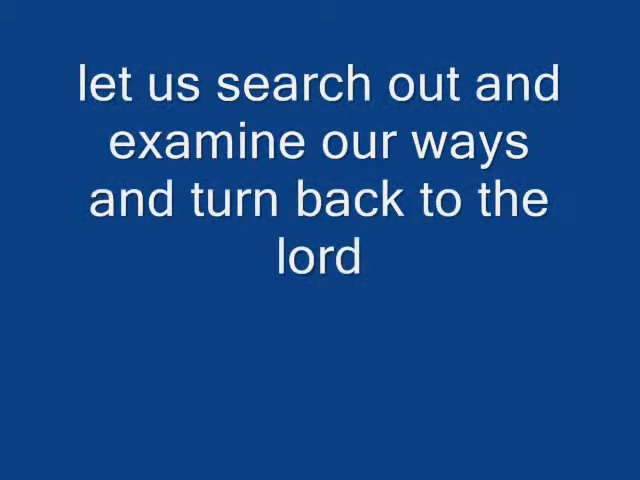 let us search out and
examine our ways
and turn back to the
lord